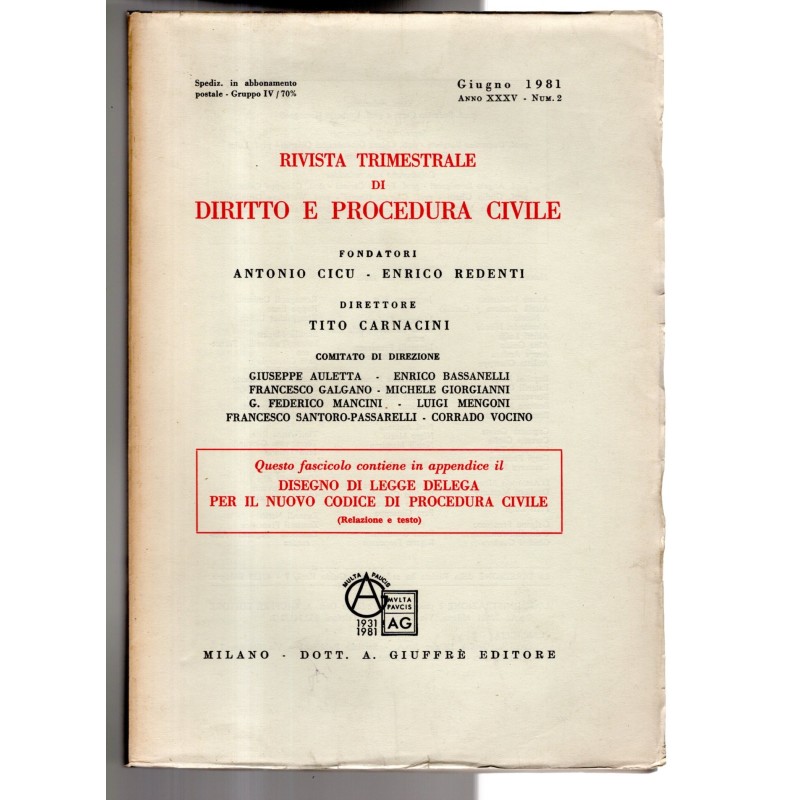 Spediz. in abbonamento
postale - Gruppo IV / 70%
Giugno 1981
ANNO XXXV - NUM. 2
RIVISTA TRIMESTRALE
DI
DIRITTO E PROCEDURA CIVILE
FONDATORI
ANTONIO CICU - ENRICO REDENTI
DIRETTORE
TITO CARNACINI
COMITATO DI DIREZIONE
GIUSEPPE AULETTA - ENRICO BASSANELLI
FRANCESCO GALGANO - MICHELE GIORGIANNI
G. FEDERICO MANCINI - LUIGI MENGONI
FRANCESCO SANTORO-PASSARELLI - CORRADO VOCINO
Questo fascicolo contiene in appendice il
DISEGNO DI LEGGE DELEGA
PER IL NUOVO CODICE DI PROCEDURA CIVILE
(Relazione e testo)
MULTA PAUCIS
AG
1931
1981
MVLTA
PAVCIS
AG
MILANO - DOTT. A. GIUFFRÈ EDITORE